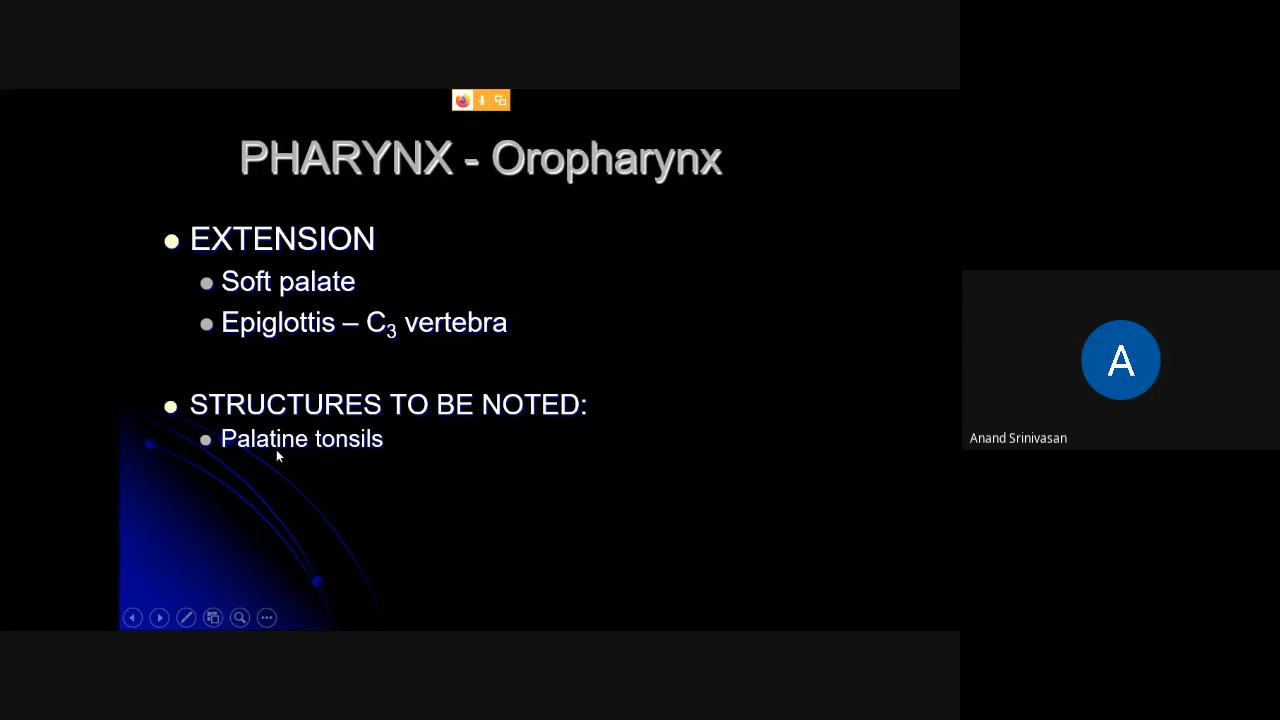 PHARYNX - Oropharynx
EXTENSION
Soft palate
Epiglottis – C3 vertebra
STRUCTURES TO BE NOTED:
Palatine tonsils
A
Anand Srinivasan